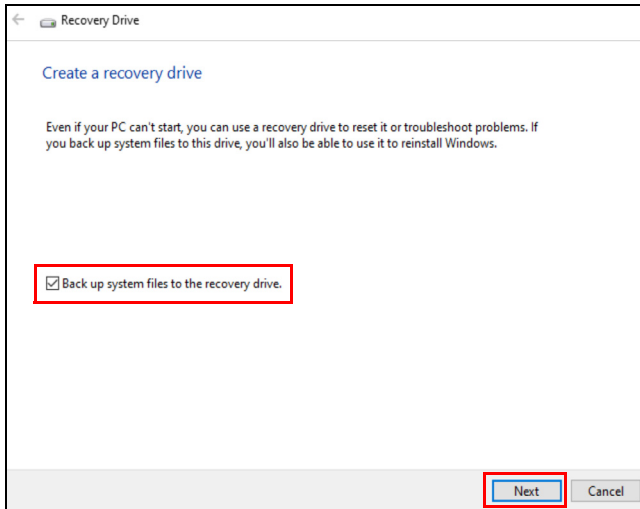 Recovery Drive
Create a recovery drive
Even if your PC can't start, you can use a recovery drive to reset it or troubleshoot problems. If
you back up system files to this drive, you'll also be able to use it to reinstall Windows.
Back up system files to the recovery drive.
Next Cancel